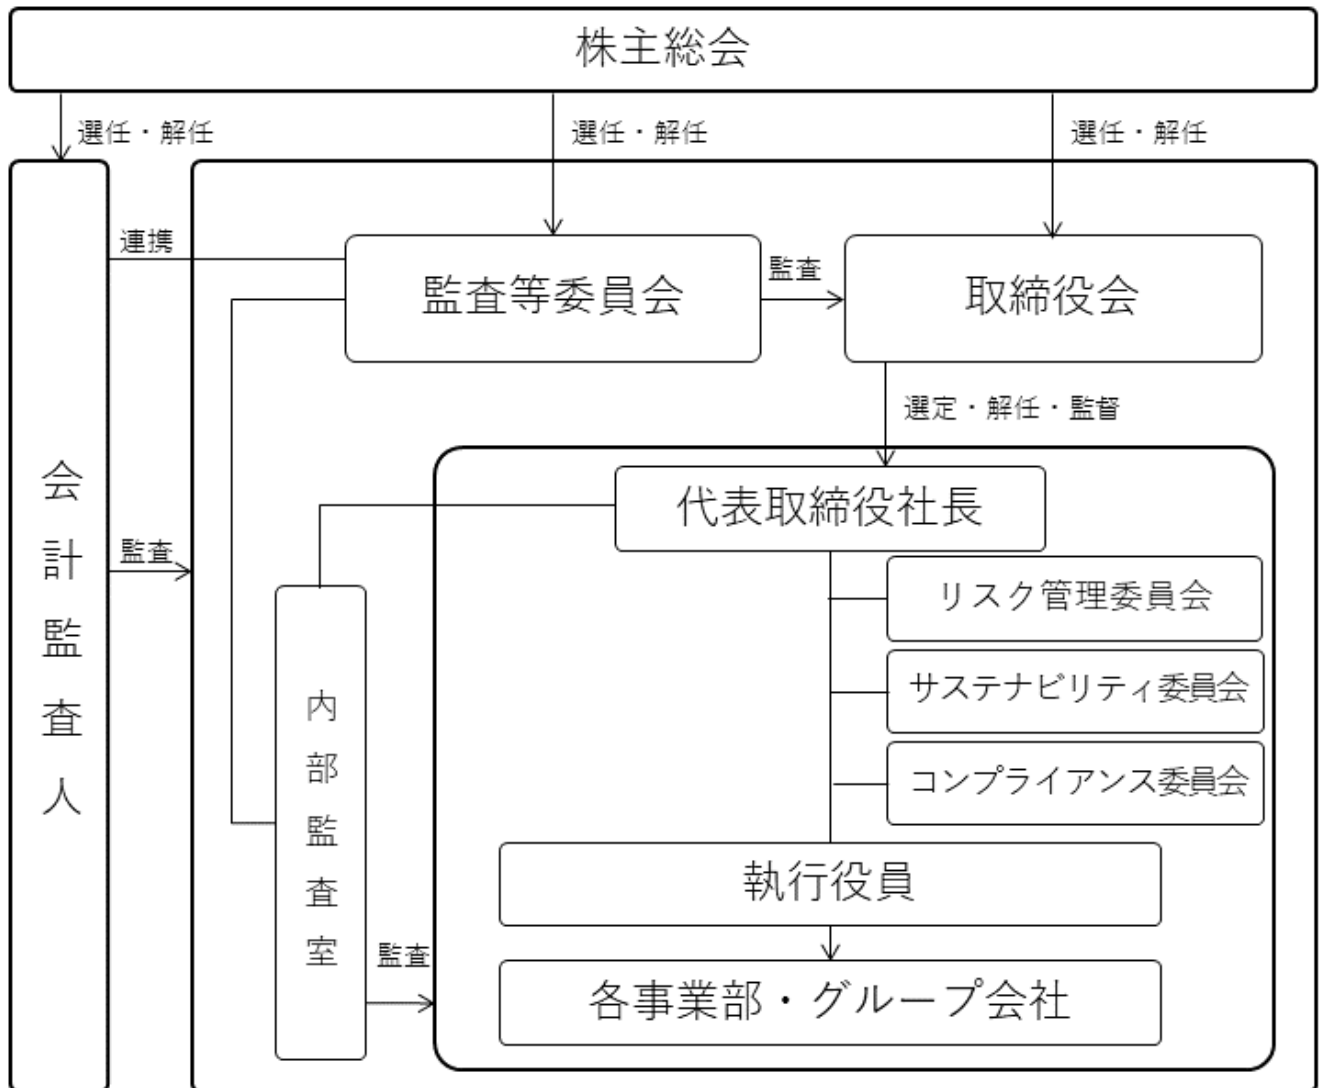 株主総会
選任・解任
選任・解任
選任・解任
連携
監査等委員会
監査
取締役会
選定・解任・監督
会計監査人
監査
代表取締役社長
リスク管理委員会
サステナビリティ委員会
コンプライアンス委員会
内部監査室
監査
執行役員
各事業部・グループ会社